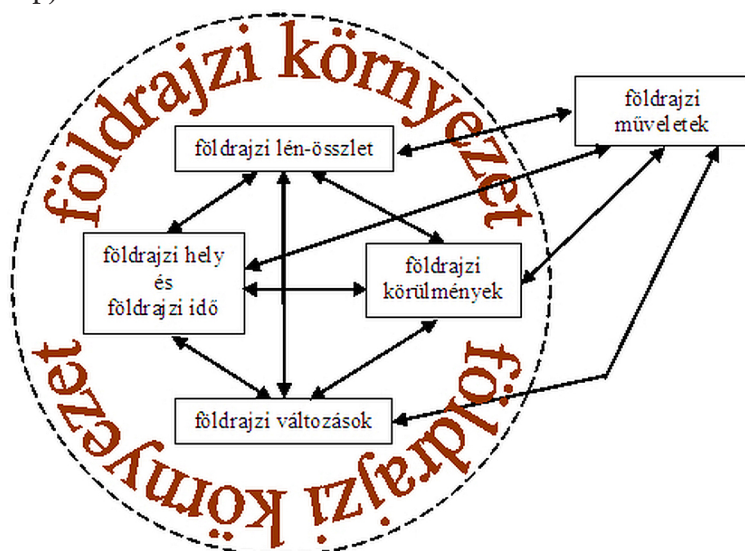 földrajzi környezet
földrajzi
műveletek
földrajzi lén-összlet
földrajzi hely
és
földrajzi idő
földrajzi
körülmények
földrajzi változások
földrajzi környezet